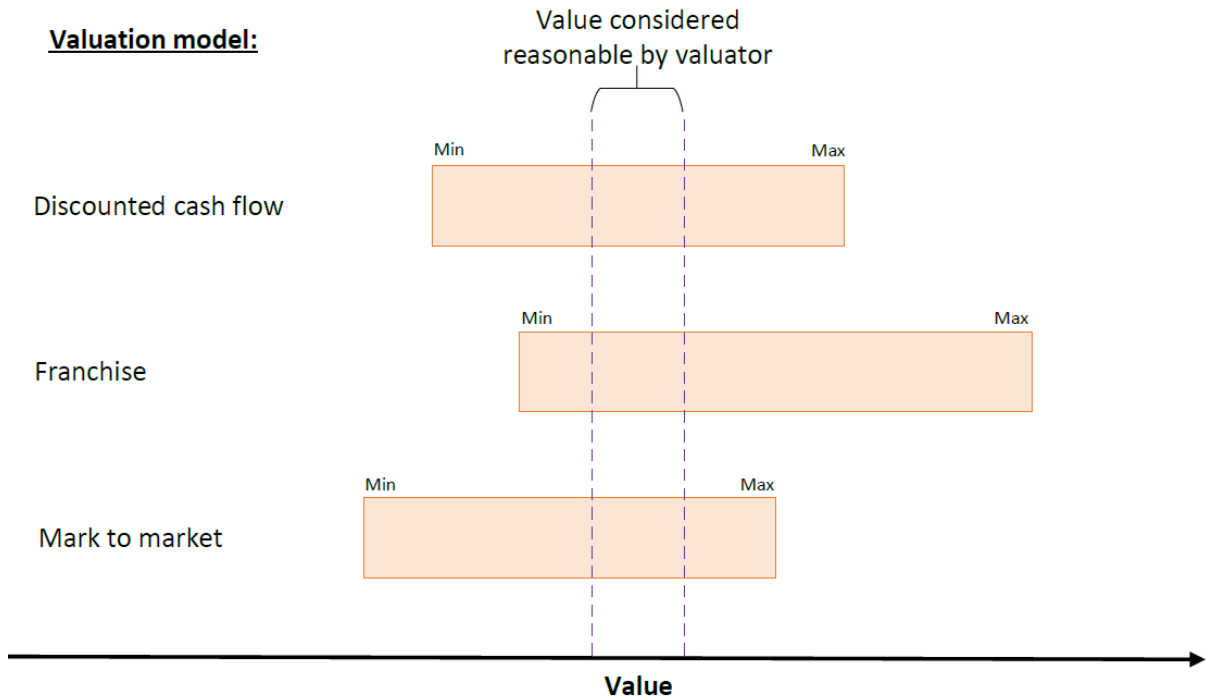 Valuation model:
Value considered
reasonable by valuator
Min
Max
Discounted cash flow
Min
Max
Franchise
Min
Max
Mark to market
Value